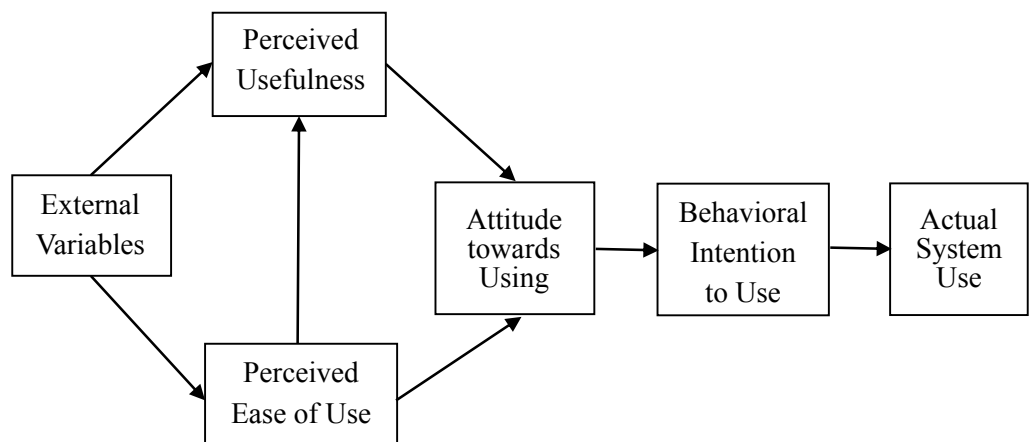 Perceived
Usefulness
External
Variables
Attitude
towards
Using
Behavioral
Intention
to Use
Actual
System
Use
Perceived
Ease of Use